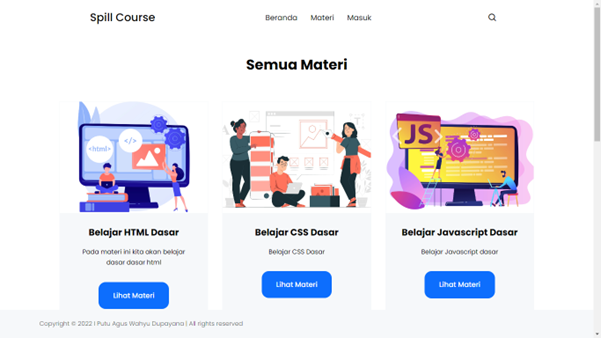 Spill Course
Beranda Materi Masuk
Semua Materi
<html>
</>
JS
Belajar HTML Dasar
Pada materi ini kita akan belajar
dasar dasar html
Lihat Materi
Belajar CSS Dasar
Belajar CSS Dasar
Lihat Materi
Belajar Javascript Dasar
Belajar Javascript dasar
Lihat Materi
Copyright © 2022 | Putu Agus Wahyu Dupayana | All rights reserved